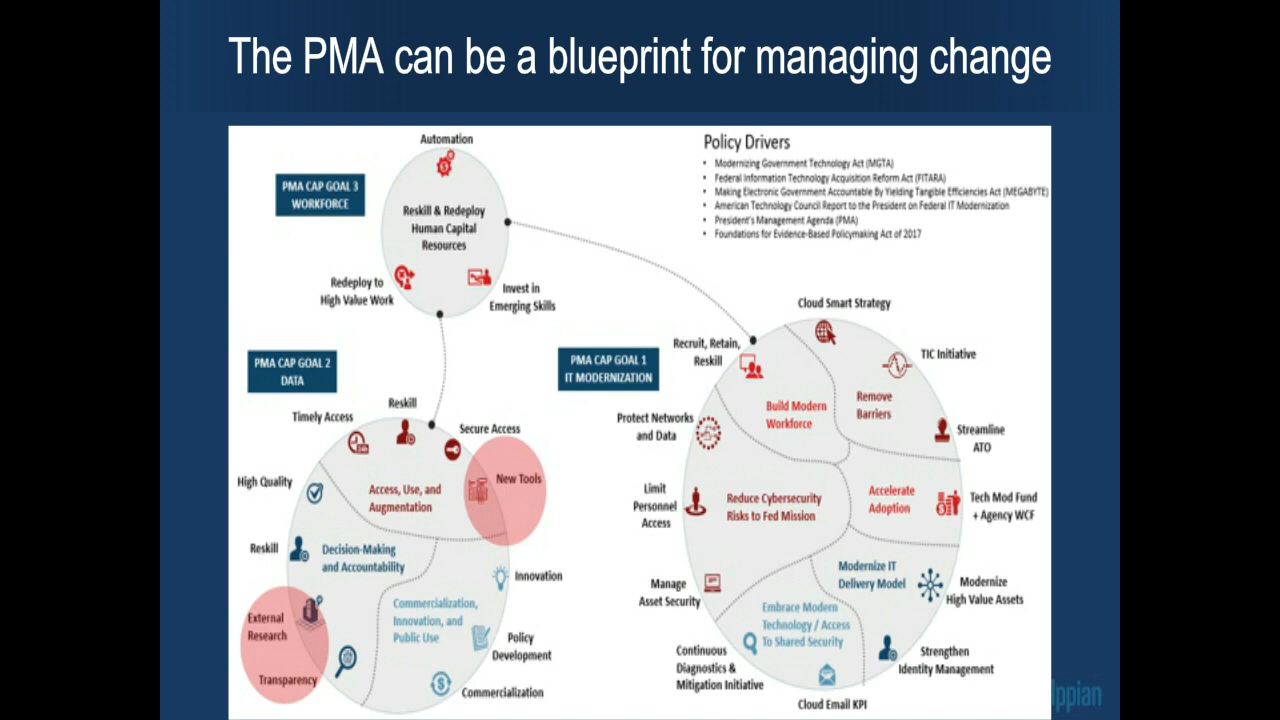 The PMA can be a blueprint for managing change
Automation
PMA CAP GOAL 3
WORKFORCE
Reskill & Redeploy
Human Capital
Resources
Redeploy to
High Value Work
Invest in
Emerging Skills
Policy Drivers
• Modernizing Government Technology Act (MGTA)
• Federal Information Technology Acquisition Reform Act (FITARA)
• Making Electronic Government Accountable By Yielding Tangible Efficiencies Act (MEGABYTE)
• American Technology Council Report to the President on Federal IT Modernization
• President's Management Agenda (PMA)
• Foundations for Evidence-Based Policymaking Act of 2017
PMA CAP GOAL 2
DATA
Reskill
Timely Access
Secure Access
High Quality
New Tools
Access, Use, and
Augmentation
Reskill
Decision-Making
and Accountability
Innovation
Commercialization,
Innovation, and
Public Use
External
Research
Policy
Development
Transparency
Commercialization
PMA CAP GOAL 1
IT MODERNIZATION
Cloud Smart Strategy
Recruit, Retain,
Reskill
TIC Initiative
Build Modern
Workforce
Remove
Barriers
Protect Networks
and Data
Streamline
ATO
Limit
Personnel
Access
Reduce Cybersecurity
Risks to Fed Mission
Accelerate
Adoption
Tech Mod Fund
+ Agency WCF
Manage
Asset Security
Modernize IT
Delivery Model
Modernize
High Value Assets
Embrace Modern
Technology / Access
To Shared Security
Continuous
Diagnostics &
Mitigation Initiative
Strengthen
Identity Management
Cloud Email KPI
ppian